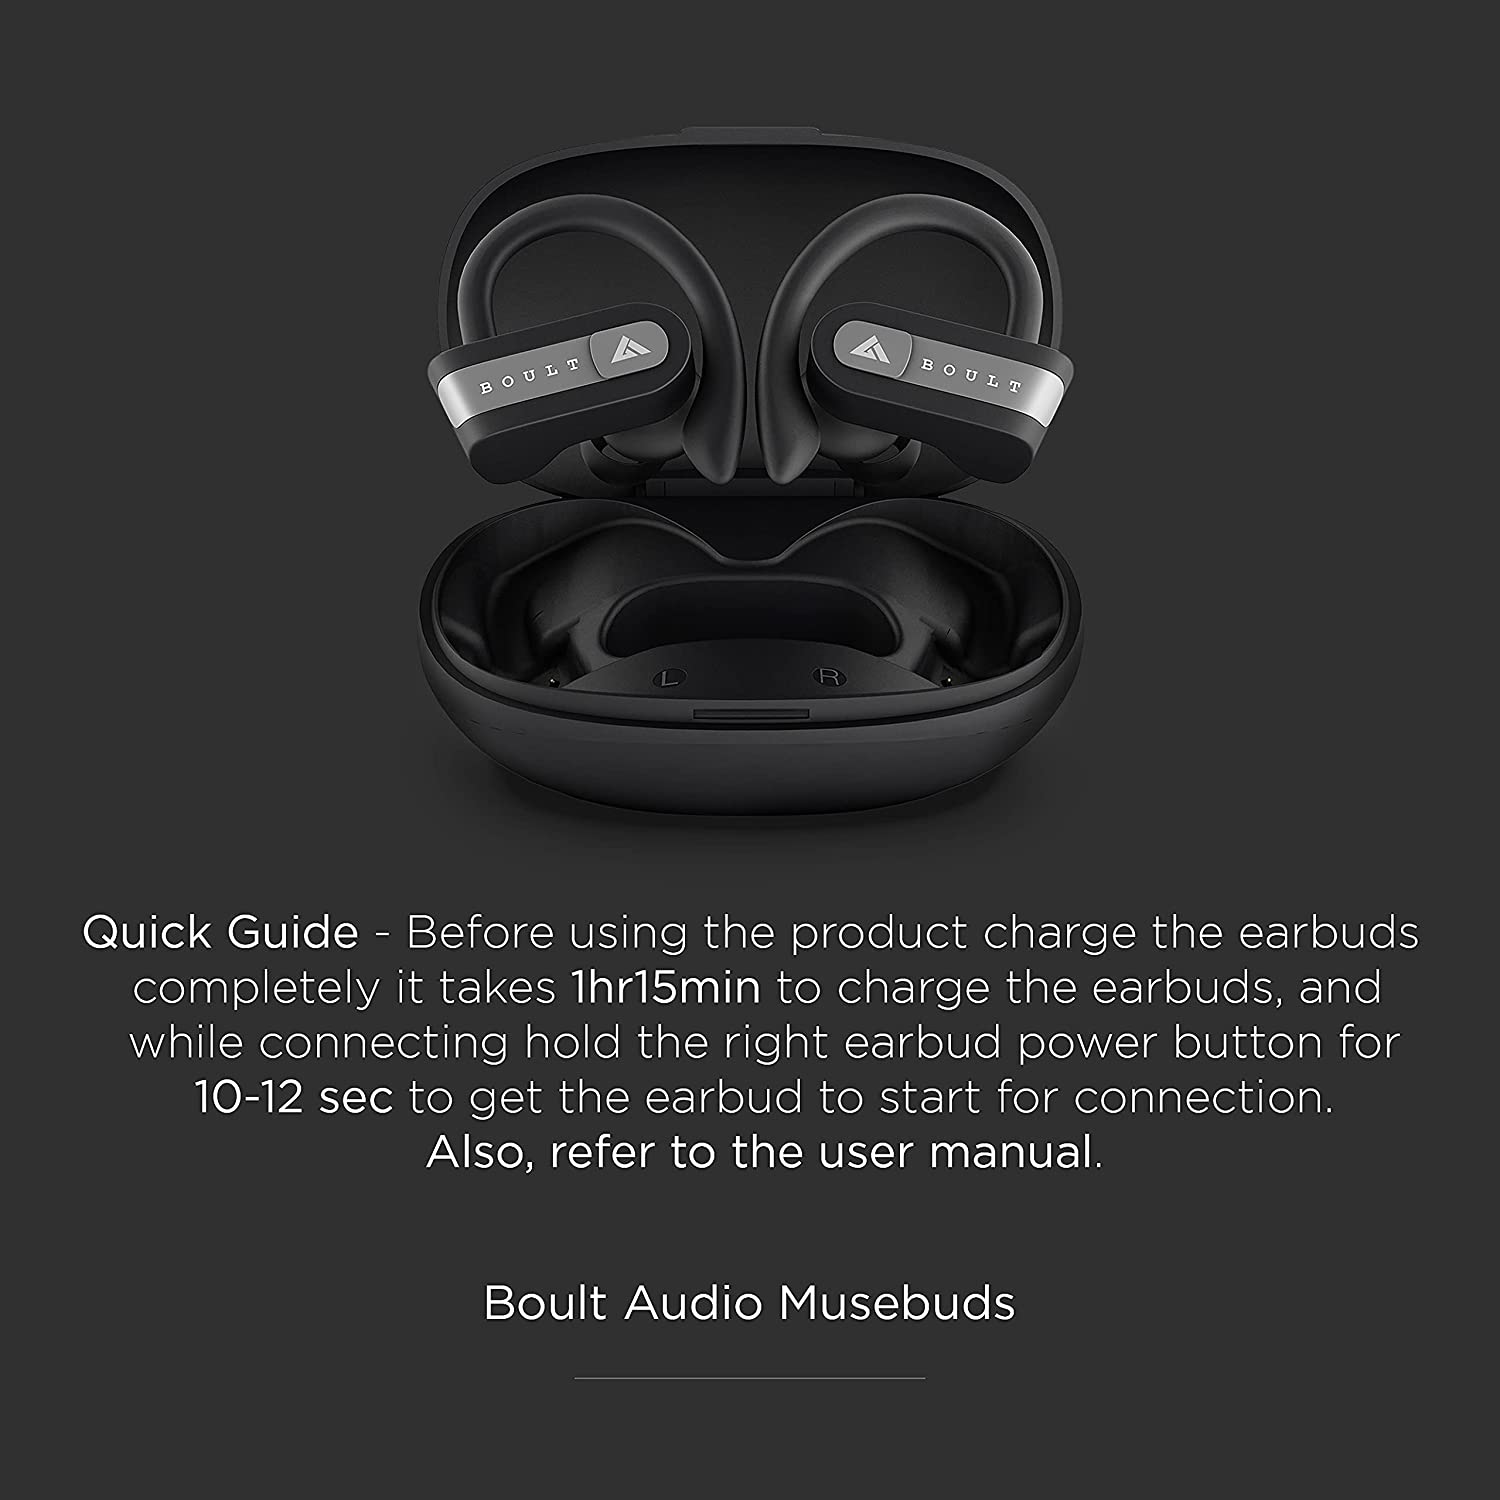 BOULT
BOULT
L
R
Quick Guide - Before using the product charge the earbuds
completely it takes 1hr15min to charge the earbuds, and
while connecting hold the right earbud power button for
10-12 sec to get the earbud to start for connection.
Also, refer to the user manual.
Boult Audio Musebuds